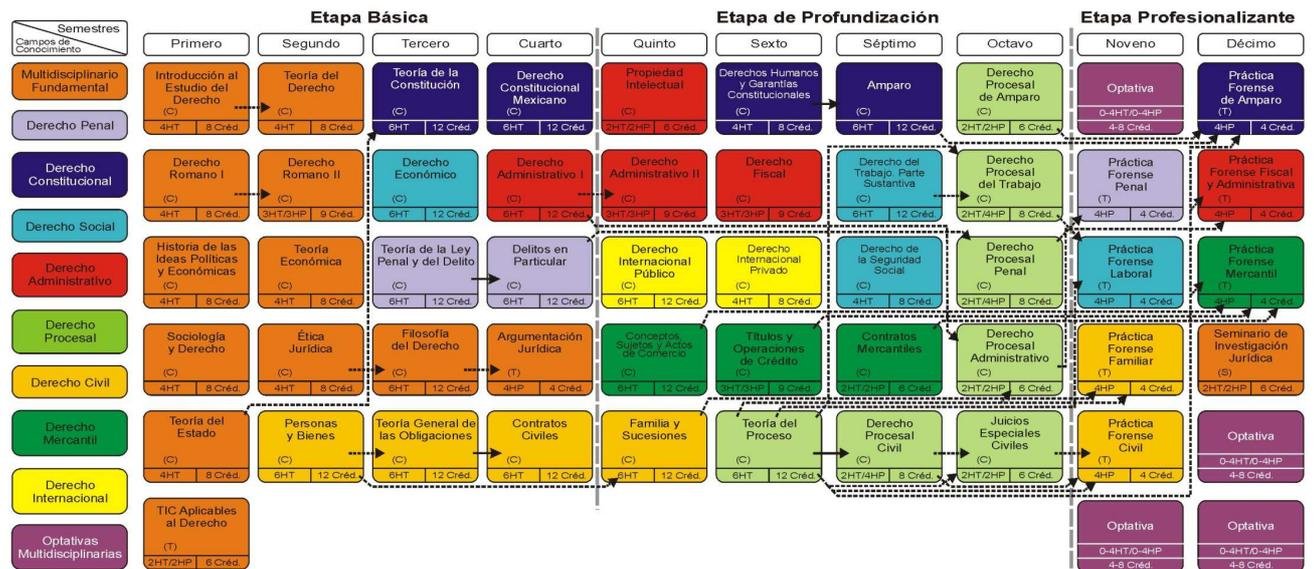 Etapa Básica
Etapa de Profundización
Etapa Profesionalizante
Semestres
Campos de
Conocimiento
Primero
Segundo
Tercero
Cuarto
Quinto
Sexto
Séptimo
Octavo
Noveno
Décimo
Multidisciplinario
Fundamental
Derecho Penal
Derecho
Constitucional
Derecho Social
Derecho
Administrativo
Derecho
Procesal
Derecho Civil
Derecho
Mercantil
Derecho
Internacional
Optativas
Multidisciplinarias
Introducción al
Estudio del
Derecho
(C)
4HT 8 Créd.
Teoría del
Derecho
(C)
4HT 8 Créd.
Teoría de la
Constitución
(C)
6HT 12 Créd.
Derecho
Constitucional
Mexicano
(C)
6HT 12 Créd.
Propiedad
Intelectual
(C)
2HT/2HP 6 Créd.
Derechos Humanos
y Garantías
Constitucionales
(C)
4HT 8 Créd.
Amparo
(C)
6HT 12 Créd.
Derecho
Procesal
de Amparo
(C)
2HT/2HP 6 Créd.
Optativa
0-4HT/0-4HP
4-8 Créd.
Práctica
Forense
de Amparo
(T)
4HP 4 Créd.
Derecho
Romano I
(C)
4HT 8 Créd.
Derecho
Romano II
(C)
3HT/3HP 9 Créd.
Derecho
Económico
(C)
6HT 12 Créd.
Derecho
Administrativo I
(C)
6HT 12 Créd.
Derecho
Administrativo II
(C)
3HT/3HP 9 Créd.
Derecho
Fiscal
(C)
3HT/3HP 9 Créd.
Derecho del
Trabajo. Parte
Sustantiva
(C)
6HT 12 Créd.
Derecho
Procesal
del Trabajo
(C)
2HT/4HP 8 Créd.
Práctica
Forense
Penal
(T)
4HP 4 Créd.
Práctica
Forense Fiscal
y Administrativa
(T)
4HP 4 Créd.
Historia de las
Ideas Políticas
y Económicas
(C)
4HT 8 Créd.
Teoría
Económica
(C)
4HT 8 Créd.
Teoría de la Ley
Penal y del Delito
(C)
6HT 12 Créd.
Delitos en
Particular
(C)
6HT 12 Créd.
Derecho
Internacional
Público
(C)
6HT 12 Créd.
Derecho
Internacional
Privado
(C)
4HT 8 Créd.
Derecho de
la Seguridad
Social
(C)
4HT 8 Créd.
Derecho
Procesal
Penal
(C)
2HT/4HP 8 Créd.
Práctica
Forense
Laboral
(T)
4HP 4 Créd.
Práctica
Forense
Mercantil
(T)
4HP 4 Créd.
Sociología
y Derecho
(C)
4HT 8 Créd.
Ética
Jurídica
(C)
4HT 8 Créd.
Filosofía
del Derecho
(C)
6HT 12 Créd.
Argumentación
Jurídica
(T)
4HP 4 Créd.
Conceptos,
Sujetos y Actos
de Comercio
(C)
6HT 12 Créd.
Títulos y
Operaciones
de Crédito
(C)
3HT/3HP 9 Créd.
Contratos
Mercantiles
(C)
2HT/2HP 6 Créd.
Derecho
Procesal
Administrativo
(C)
2HT/2HP 6 Créd.
Práctica
Forense
Familiar
(T)
4HP 4 Créd.
Seminario de
Investigación
Jurídica
(S)
2HT/2HP 6 Créd.
Teoría del
Estado
(C)
4HT 8 Créd.
Personas
y Bienes
(C)
6HT 12 Créd.
Teoría General de
las Obligaciones
(C)
6HT 12 Créd.
Contratos
Civiles
(C)
6HT 12 Créd.
Familia y
Sucesiones
(C)
6HT 12 Créd.
Teoría del
Proceso
(C)
6HT 12 Créd.
Derecho
Procesal
Civil
(C)
2HT/4HP 8 Créd.
Juicios
Especiales
Civiles
(C)
2HT/2HP 6 Créd.
Práctica
Forense
Civil
(T)
4HP 4 Créd.
Optativa
0-4HT/0-4HP
4-8 Créd.
TIC Aplicables
al Derecho
(T)
2HT/2HP 6 Créd.
Optativa
0-4HT/0-4HP
4-8 Créd.
Optativa
0-4HT/0-4HP
4-8 Créd.